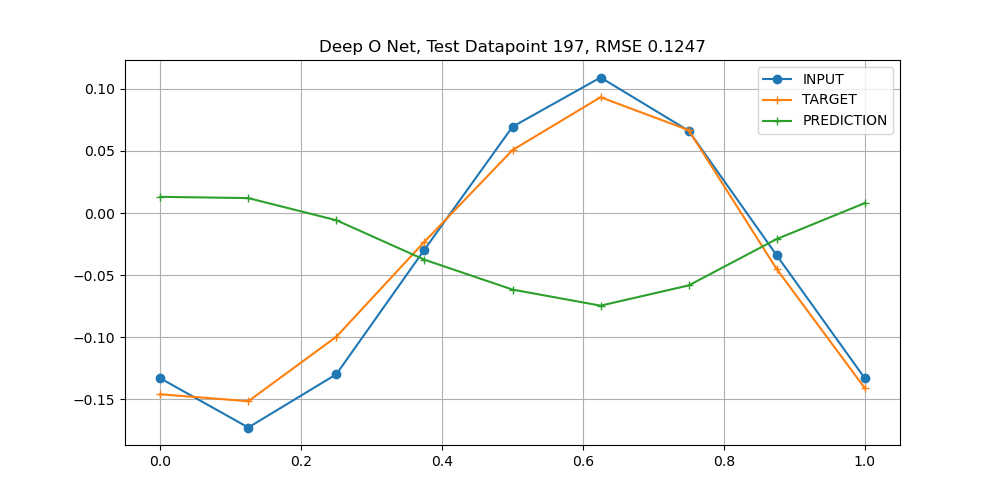 Deep O Net, Test Datapoint 197, RMSE 0.1247
INPUT
TARGET
PREDICTION
0.10
0.05
0.00
−0.05
−0.10
−0.15
0.0 0.2 0.4 0.6 0.8 1.0